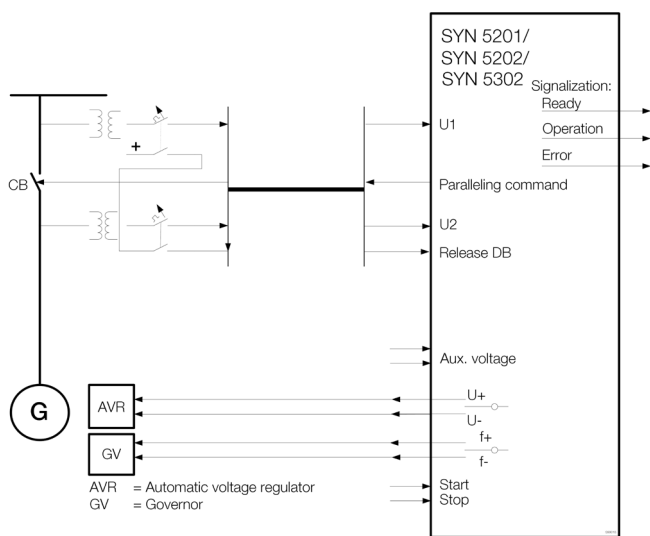 SYN 5201/
SYN 5202/
SYN 5302
Signalization:
Ready
Operation
Error
U1
+
CB
Paralleling command
U2
Release DB
Aux. voltage
G
AVR
U+
U-
GV
f+
f-
AVR = Automatic voltage regulator
GV = Governor
Start
Stop